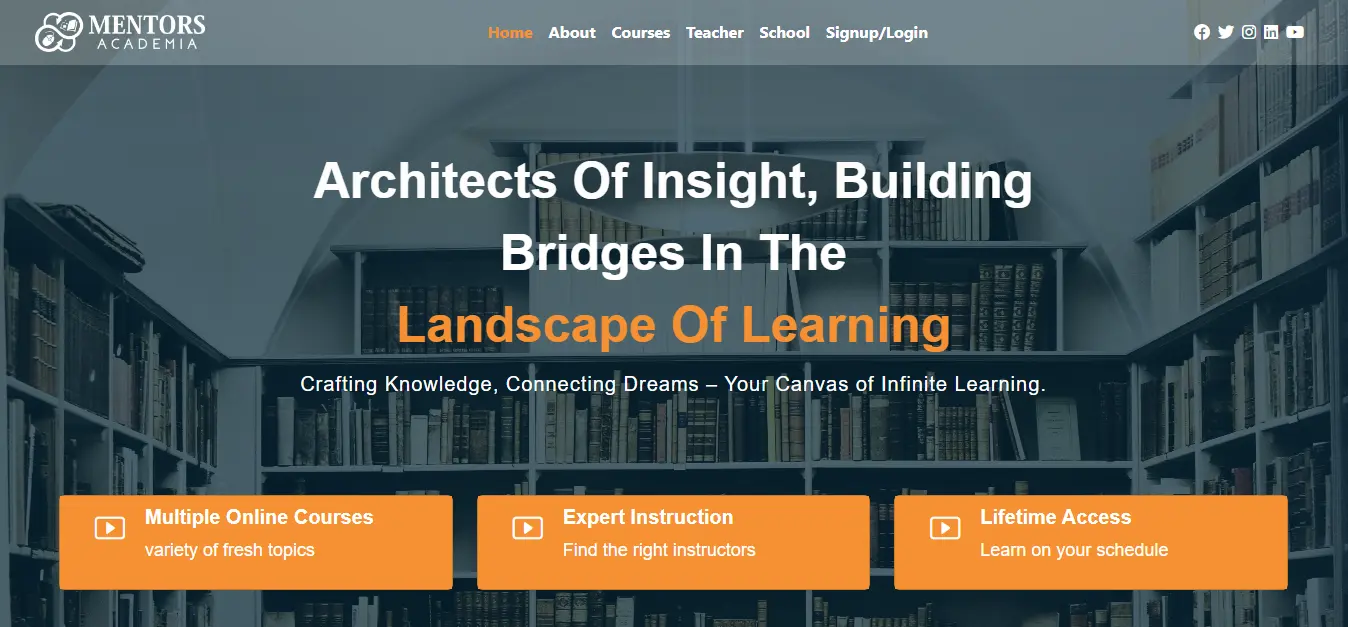 MENTORS
ACADEMIA
Home About Courses Teacher School Signup/Login
Architects Of Insight, Building
Bridges In The
Landscape Of Learning
Crafting Knowledge, Connecting Dreams – Your Canvas of Infinite Learning.
Multiple Online Courses
variety of fresh topics
Expert Instruction
Find the right instructors
Lifetime Access
Learn on your schedule